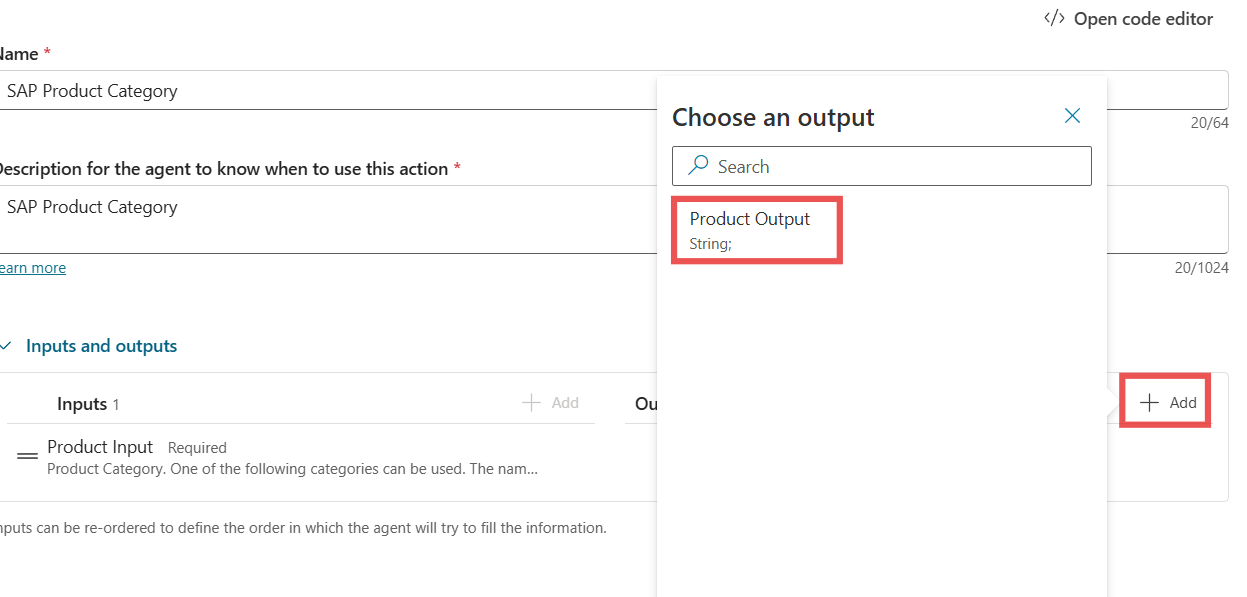 Open code editor
Name *
SAP Product Category
20/64
Description for the agent to know when to use this action *
SAP Product Category
20/1024
earn more
Choose an output
Search
Product Output
String;
Inputs and outputs
Inputs 1
Add
Ou
Add
Product Input Required
Product Category. One of the following categories can be used. The nam...
nputs can be re-ordered to define the order in which the agent will try to fill the information.